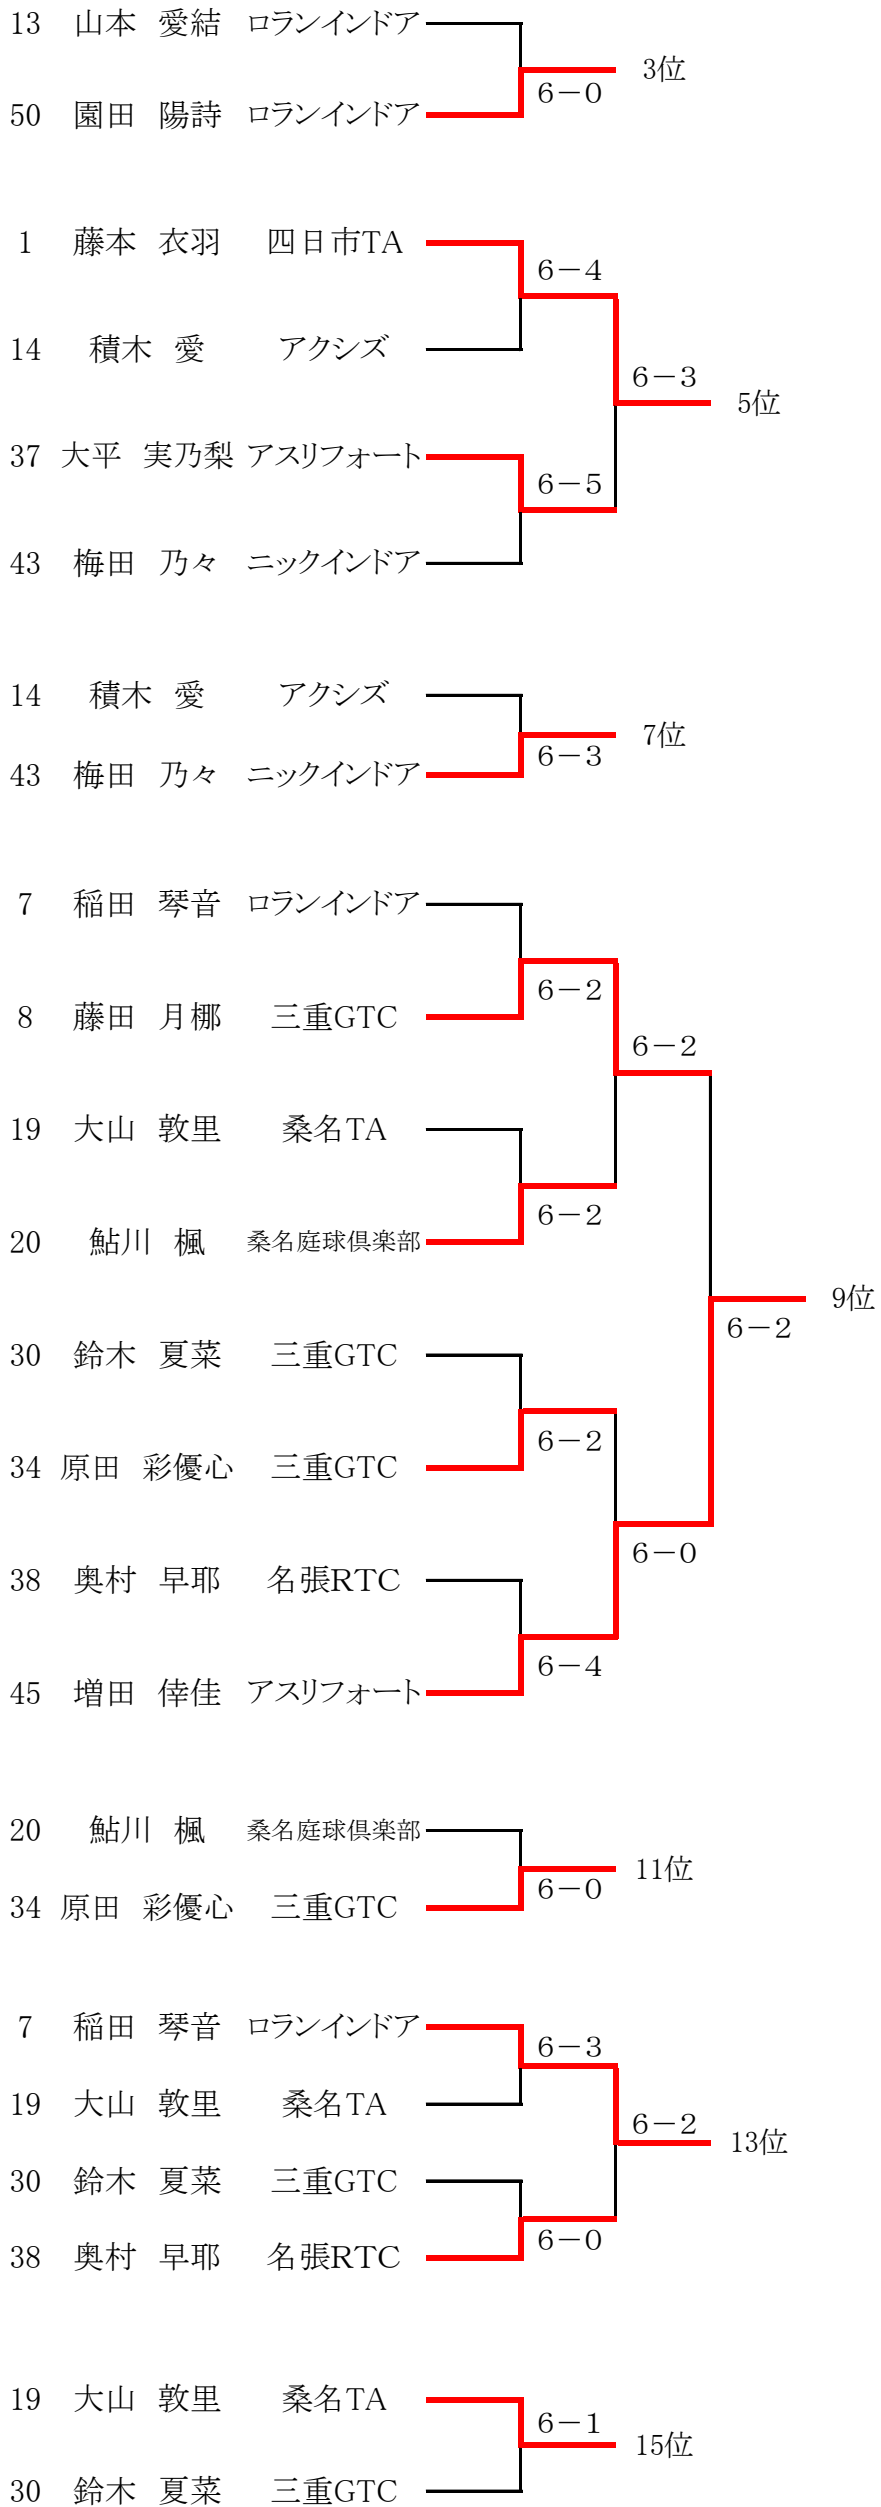 13 山本 愛結 ロランインドア
3位
6－0
50 園田 陽詩 ロランインドア
1 藤本 衣羽 四日市TA
6－4
14 積木 愛 アクシズ
6－3
5位
37 大平 実乃梨 アスリフォート
6－5
43 梅田 乃々 ニックインドア
14 積木 愛 アクシズ
7位
6－3
43 梅田 乃々 ニックインドア
7 稲田 琴音 ロランインドア
6－2
8 藤田 月梛 三重GTC
6－2
19 大山 敦里 桑名TA
6－2
20 鮎川 楓 桑名庭球倶楽部
9位
6－2
30 鈴木 夏菜 三重GTC
6－2
34 原田 彩優心 三重GTC
6－0
38 奥村 早耶 名張RTC
6－4
45 増田 倖佳 アスリフォート
20 鮎川 楓 桑名庭球倶楽部
11位
6－0
34 原田 彩優心 三重GTC
7 稲田 琴音 ロランインドア
6－3
19 大山 敦里 桑名TA
6－2
13位
30 鈴木 夏菜 三重GTC
6－0
38 奥村 早耶 名張RTC
19 大山 敦里 桑名TA
6－1
15位
30 鈴木 夏菜 三重GTC